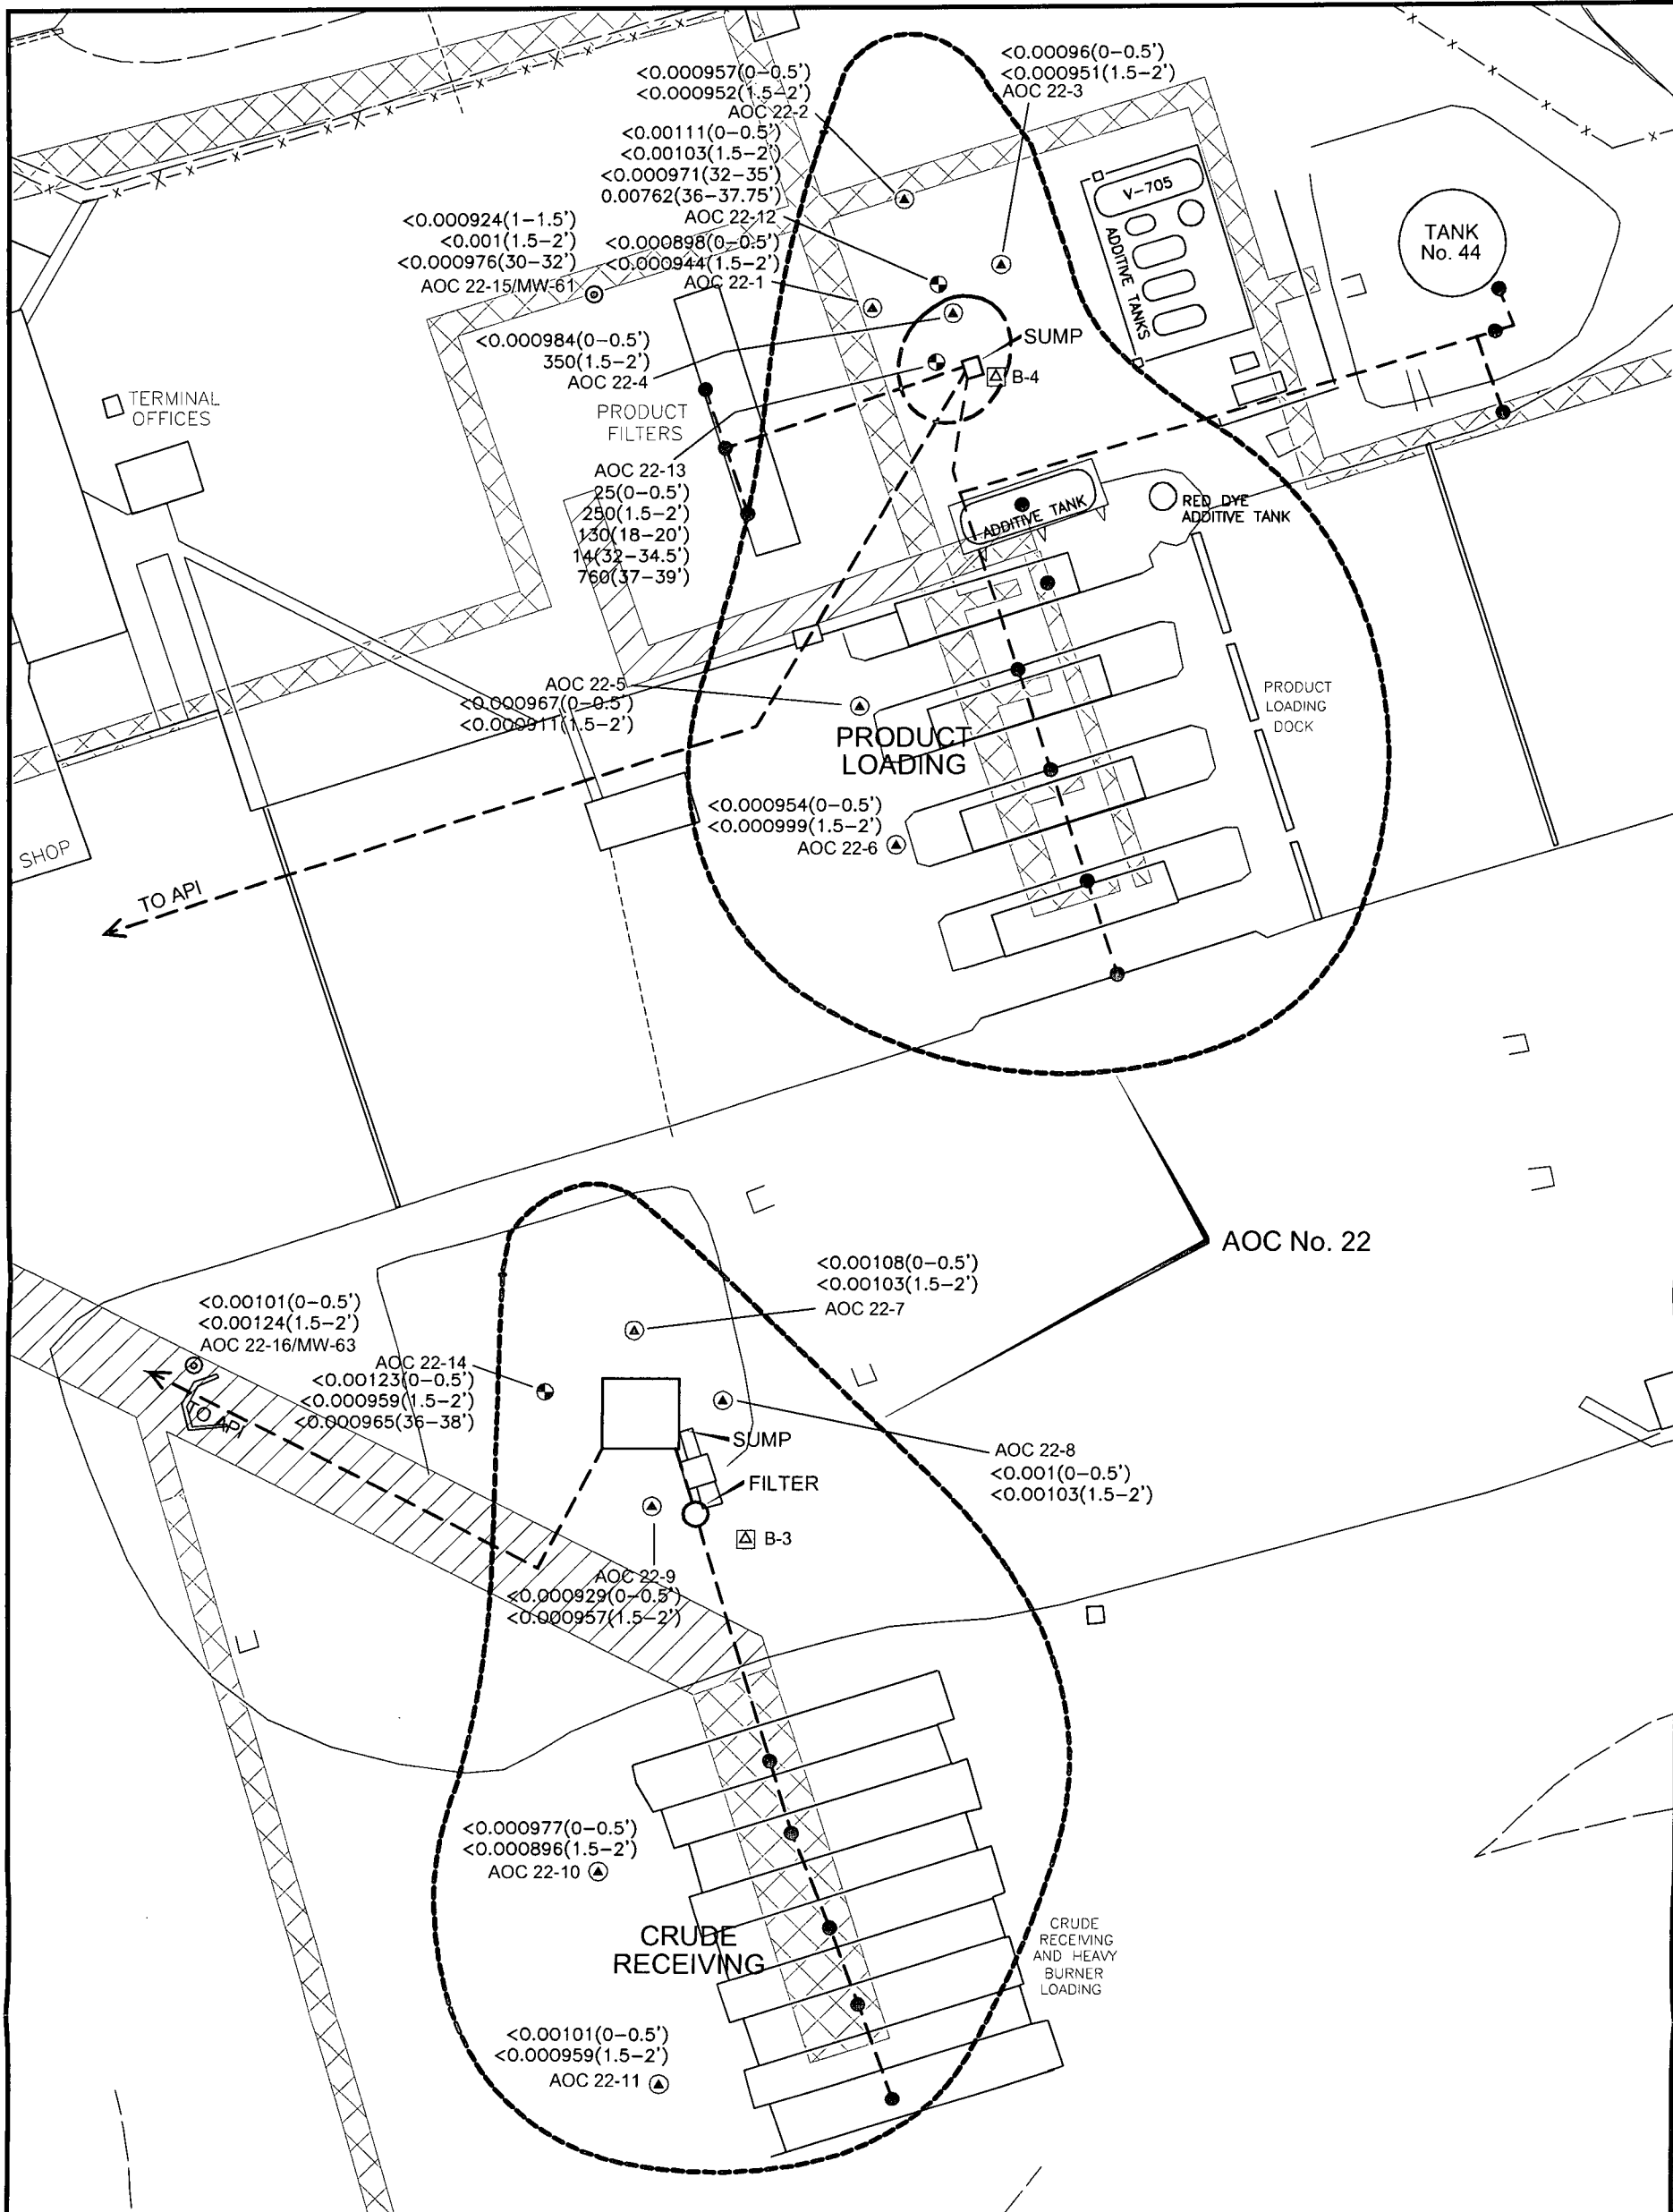 <0.00096(0-0.5')
<0.000951(1.5-2')
AOC 22-3
<0.000957(0-0.5')
<0.000952(1.5-2')
AOC 22-2
<0.00111(0-0.5')
<0.00103(1.5-2')
<0.000971(32-35')
0.00762(36-37.75')
AOC 22-12
<0.000924(1-1.5')
<0.001(1.5-2')
<0.000976(30-32')
AOC 22-15/MW-61
<0.000898(0-0.5')
<0.000944(1.5-2')
AOC 22-1
V-705
ADDITIVE TANKS
TANK
No. 44
<0.000984(0-0.5')
350(1.5-2')
AOC 22-4
SUMP
B-4
TERMINAL
OFFICES
PRODUCT
FILTERS
AOC 22-13
25(0-0.5')
250(1.5-2')
130(18-20')
14(32-34.5')
760(37-39')
ADDITIVE TANK
RED DYE
ADDITIVE TANK
AOC 22-5
<0.000967(0-0.5')
<0.000911(1.5-2')
PRODUCT
LOADING
PRODUCT
LOADING
DOCK
<0.000954(0-0.5')
<0.000999(1.5-2')
AOC 22-6
SHOP
TO API
AOC No. 22
<0.00108(0-0.5')
<0.00103(1.5-2')
AOC 22-7
<0.00101(0-0.5')
<0.00124(1.5-2')
AOC 22-16/MW-63
AOC 22-14
<0.00123(0-0.5')
<0.000959(1.5-2')
<0.000965(36-38')
TO API
SUMP
FILTER
AOC 22-8
<0.001(0-0.5')
<0.00103(1.5-2')
B-3
AOC 22-9
<0.000929(0-0.5')
<0.000957(1.5-2')
<0.000977(0-0.5')
<0.000896(1.5-2')
AOC 22-10
CRUDE
RECEIVING
CRUDE
RECEIVING
AND HEAVY
BURNER
LOADING
<0.00101(0-0.5')
<0.000959(1.5-2')
AOC 22-11